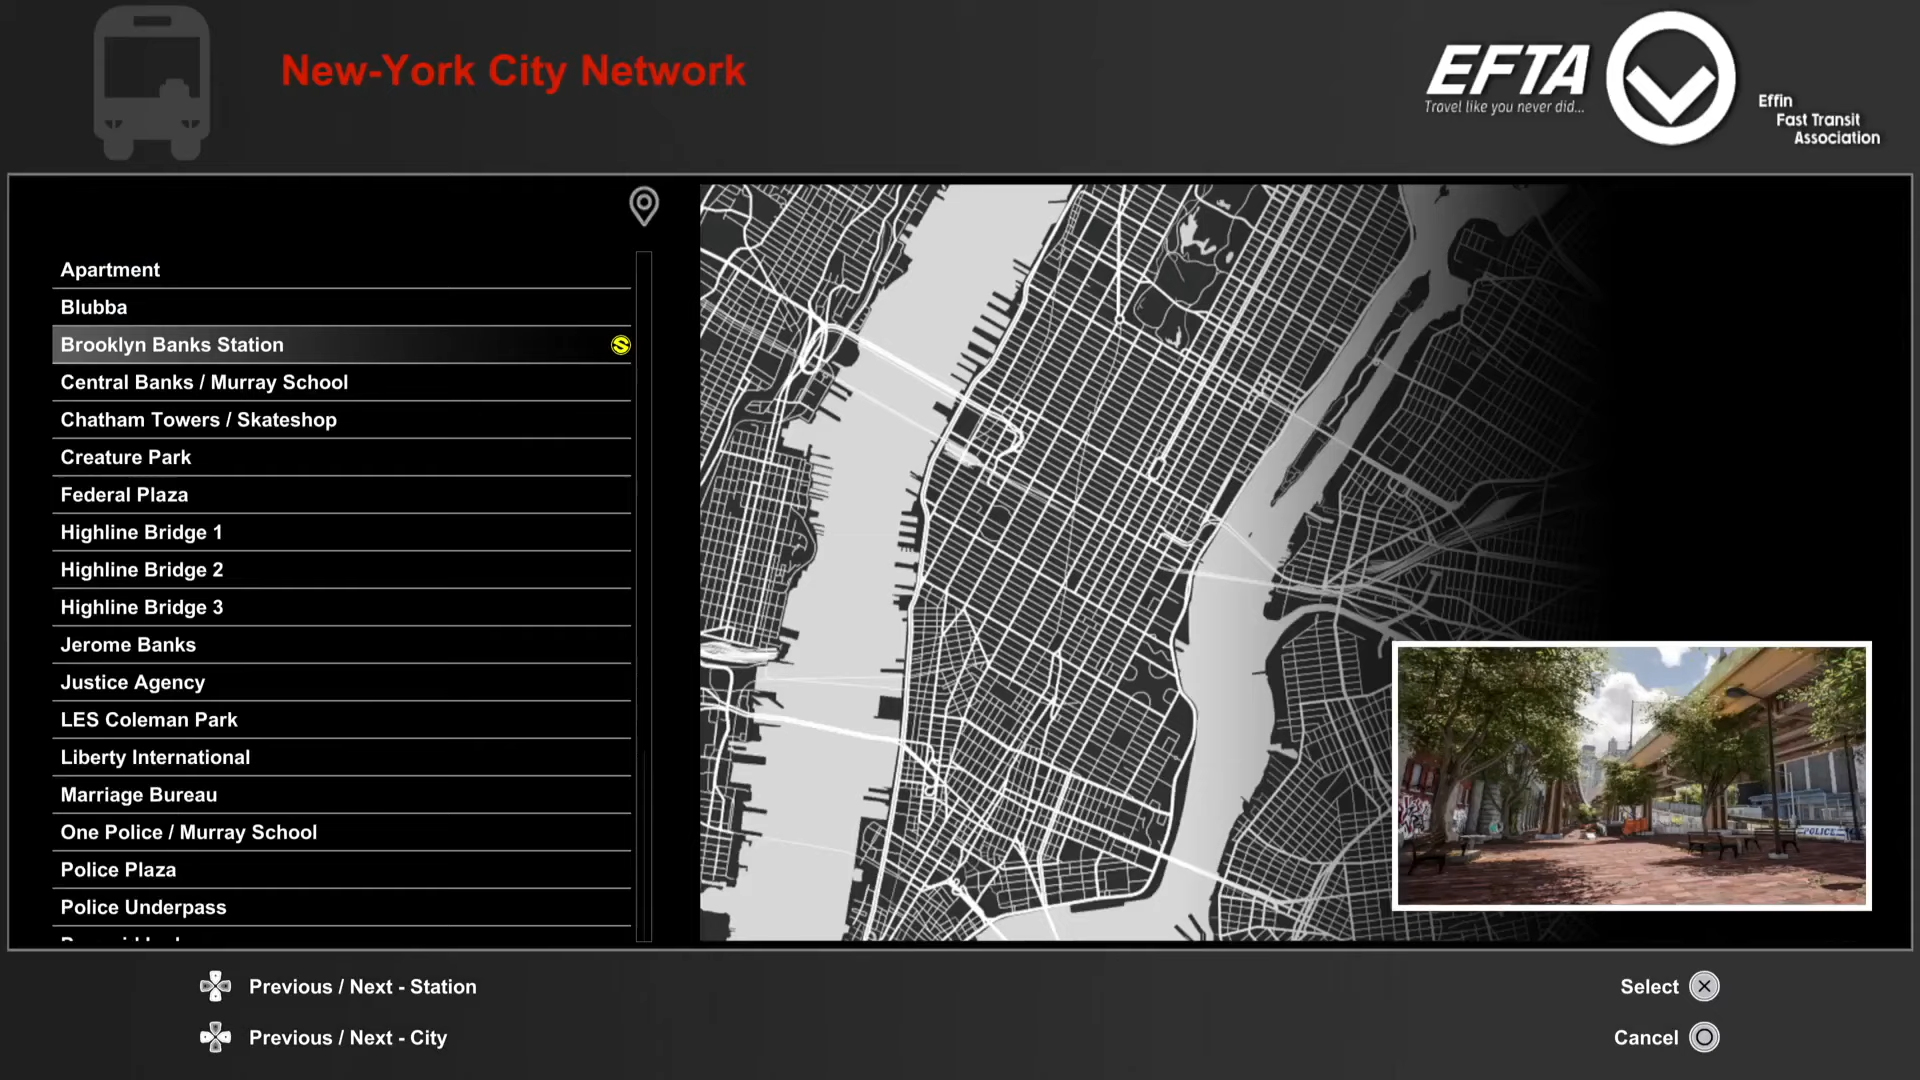 New-York City Network
EFTA
Travel like you never did...
Effin
Fast Transit
Association
Apartment
Blubba
Brooklyn Banks Station
S
Central Banks / Murray School
Chatham Towers / Skateshop
Creature Park
Federal Plaza
Highline Bridge 1
Highline Bridge 2
Highline Bridge 3
Jerome Banks
Justice Agency
LES Coleman Park
Liberty International
Marriage Bureau
One Police / Murray School
Police Plaza
Police Underpass
POLICE
Previous / Next - Station
Previous / Next - City
Select
Cancel